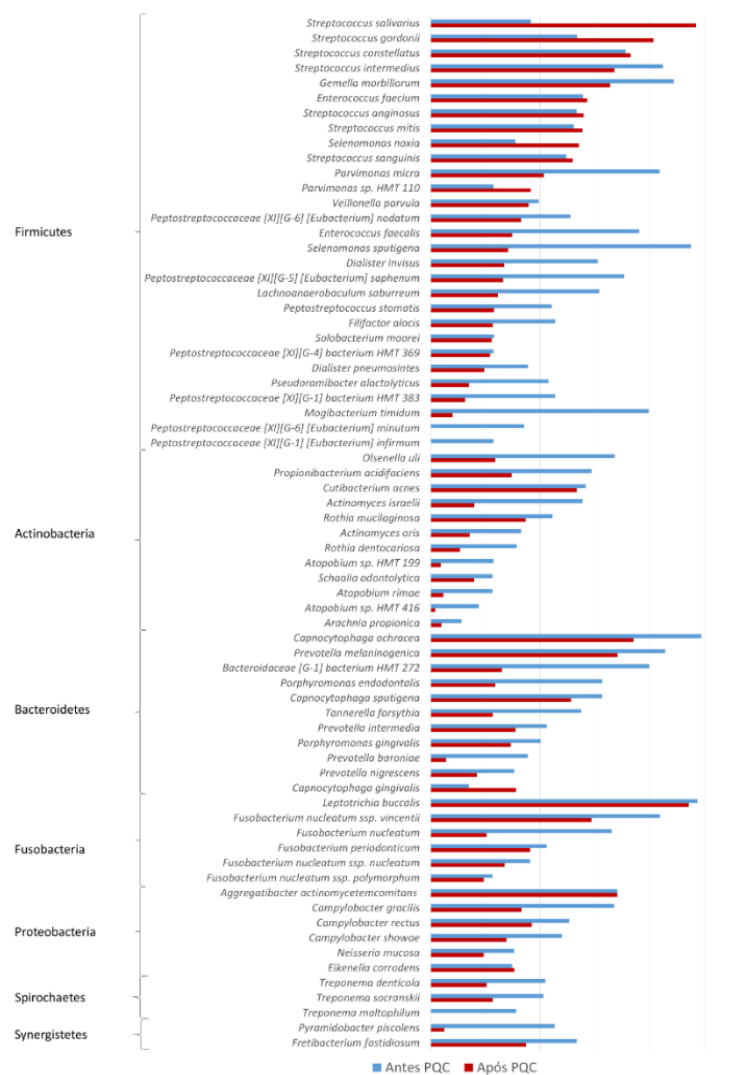 Streptococcus salivarius
Streptococcus gordonii
Streptococcus constellatus
Streptococcus intermedius
Gemella morbillorum
Enterococcus faecium
Streptococcus anginosus
Streptococcus mitis
Selenomonas noxia
Streptococcus sanguinis
Parvimonas micra
Parvimonas sp. HMT 110
Veillonella parvula
Peptostreptococcaceae [XI][G-6] [Eubacterium] nodatum
Firmicutes
Enterococcus faecalis
Selenomonas sputigena
Dialister invisus
Peptostreptococcaceae [XI][G-5] [Eubacterium] saphenum
Lachnoanaerobaculum saburreum
Peptostreptococcus stomatis
Filifactor alocis
Solobacterium moorei
Peptostreptococcaceae [XI][G-4] bacterium HMT 369
Dialister pneumosintes
Pseudoramibacter alactolyticus
Peptostreptococcaceae [XI][G-1] bacterium HMT 383
Mogibacterium timidum
Peptostreptococcaceae [XI][G-6] [Eubacterium] minutum
Peptostreptococcaceae [XI][G-1] [Eubacterium] infirmum
Olsenella uli
Propionibacterium acidifaciens
Cutibacterium acnes
Actinomyces israelii
Rothia mucilaginosa
Actinobacteria
Actinomyces oris
Rothia dentocariosa
Atopobium sp. HMT 199
Schaalia odontolytica
Atopobium rimae
Atopobium sp. HMT 416
Arachnia propionica
Capnocytophaga ochracea
Prevotella melaninogenica
Bacteroidaceae [G-1] bacterium HMT 272
Porphyromonas endodontalis
Capnocytophaga sputigena
Bacteroidetes
Tannerella forsythia
Prevotella intermedia
Porphyromonas gingivalis
Prevotella baroniae
Prevotella nigrescens
Capnocytophaga gingivalis
Leptotrichia buccalis
Fusobacterium nucleatum ssp. vincentii
Fusobacterium nucleatum
Fusobacteria
Fusobacterium periodonticum
Fusobacterium nucleatum ssp. nucleatum
Fusobacterium nucleatum ssp. polymorphum
Aggregatibacter actinomycetemcomitans
Campylobacter gracilis
Campylobacter rectus
Proteobacteria
Campylobacter showae
Neisseria mucosa
Eikenella corrodens
Treponema denticola
Spirochaetes
Treponema socranskii
Treponema maltophilum
Pyramidobacter piscolens
Synergistetes
Fretibacterium fastidiosum
Antes PQC Após PQC